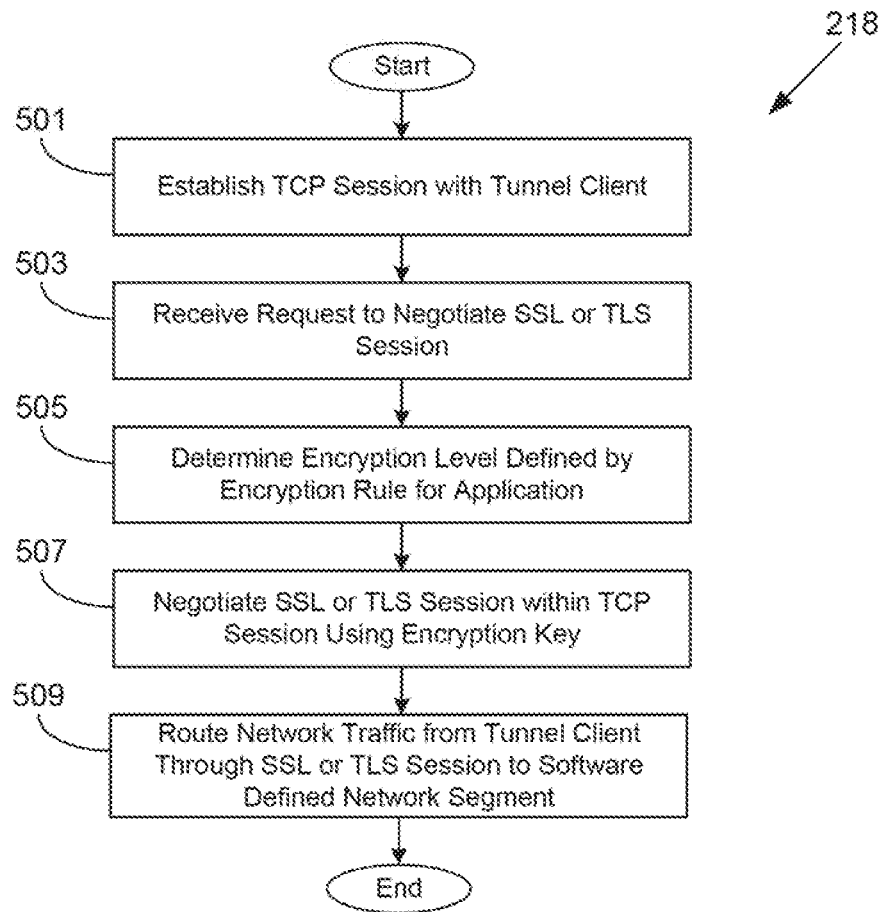 218
Start
501
Establish TCP Session with Tunnel Client
503
Receive Request to Negotiate SSL or TLS
Session
505
Determine Encryption Level Defined by
Encryption Rule for Application
507
Negotiate SSL or TLS Session within TCP
Session Using Encryption Key
509
Route Network Traffic from Tunnel Client
Through SSL or TLS Session to Software
Defined Network Segment
End